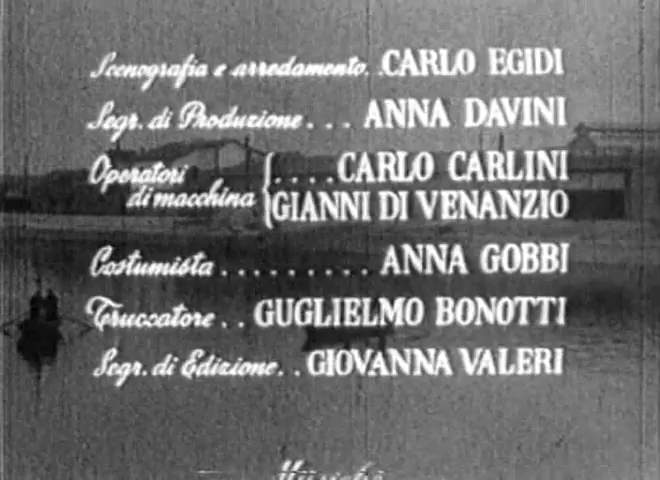 Scenografia e arredamento..CARLO EGIDI
Segr. di Produzione... ANNA DAVINI
Operatori di macchina {....CARLO CARLINI
GIANNI DI VENANZIO
Costumista......... ANNA GOBBI
Truccatore.. GUGLIELMO BONOTTI
Segr. di Edizione.. GIOVANNA VALERI
Musiche